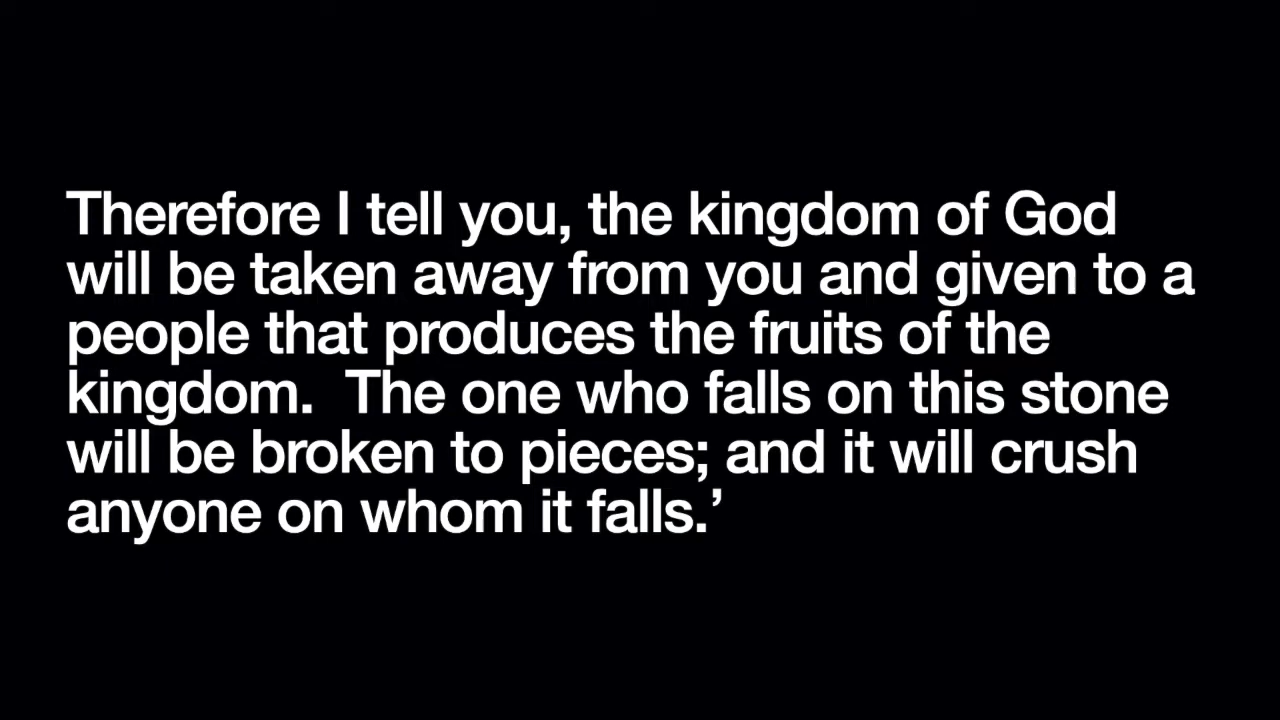 Therefore I tell you, the kingdom of God
will be taken away from you and given to a
people that produces the fruits of the
kingdom.  The one who falls on this stone
will be broken to pieces; and it will crush
anyone on whom it falls.’